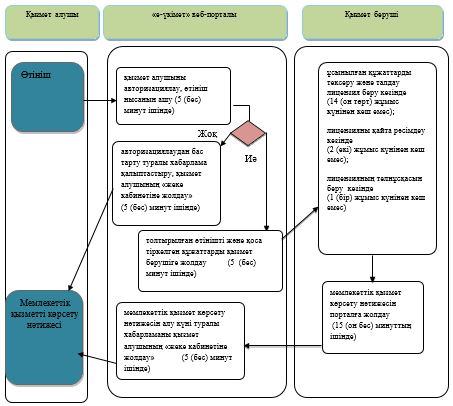 Қызмет алушы
«е-үкімет» веб-порталы
Қызмет беруші
Өтініш
қызмет алушыны
авторизациялау, өтініш
нысанын ашу (5 (бес)
минут ішінде)
Жоқ
Иә
авторизациялаудан бас
тарту туралы хабарлама
қалыптастыру, қызмет
алушының «жеке
кабинетіне жолдау»
(5 (бес) минут ішінде)
толтырылған өтінішті және қоса
тіркелген құжаттарды қызмет
берушіге жолдау (5 (бес)
минут ішінде)
ұсынылған құжаттарды
тексеру және талдау
лицензия беру кезінде
(14 (он төрт) жұмыс
күнінен кеш емес);
лицензияны қайта ресімдеу
кезінде
(2 (екі) жұмыс күнінен кеш
емес);
лицензияның телнұсқасын
беру кезінде
(1 (бір) жұмыс күнінен кеш
емес)
мемлекеттік қызмет
көрсету нәтижесін
порталға жолдау
(15 (он бес) минуттың
ішінде)
мемлекеттік қызмет көрсету
нәтижесін алу күні туралы
хабарламаны қызмет
алушының «жеке кабинетіне
жолдау» (5 (бес) минут
ішінде)
Мемлекеттік
қызметті көрсету
нәтижесі